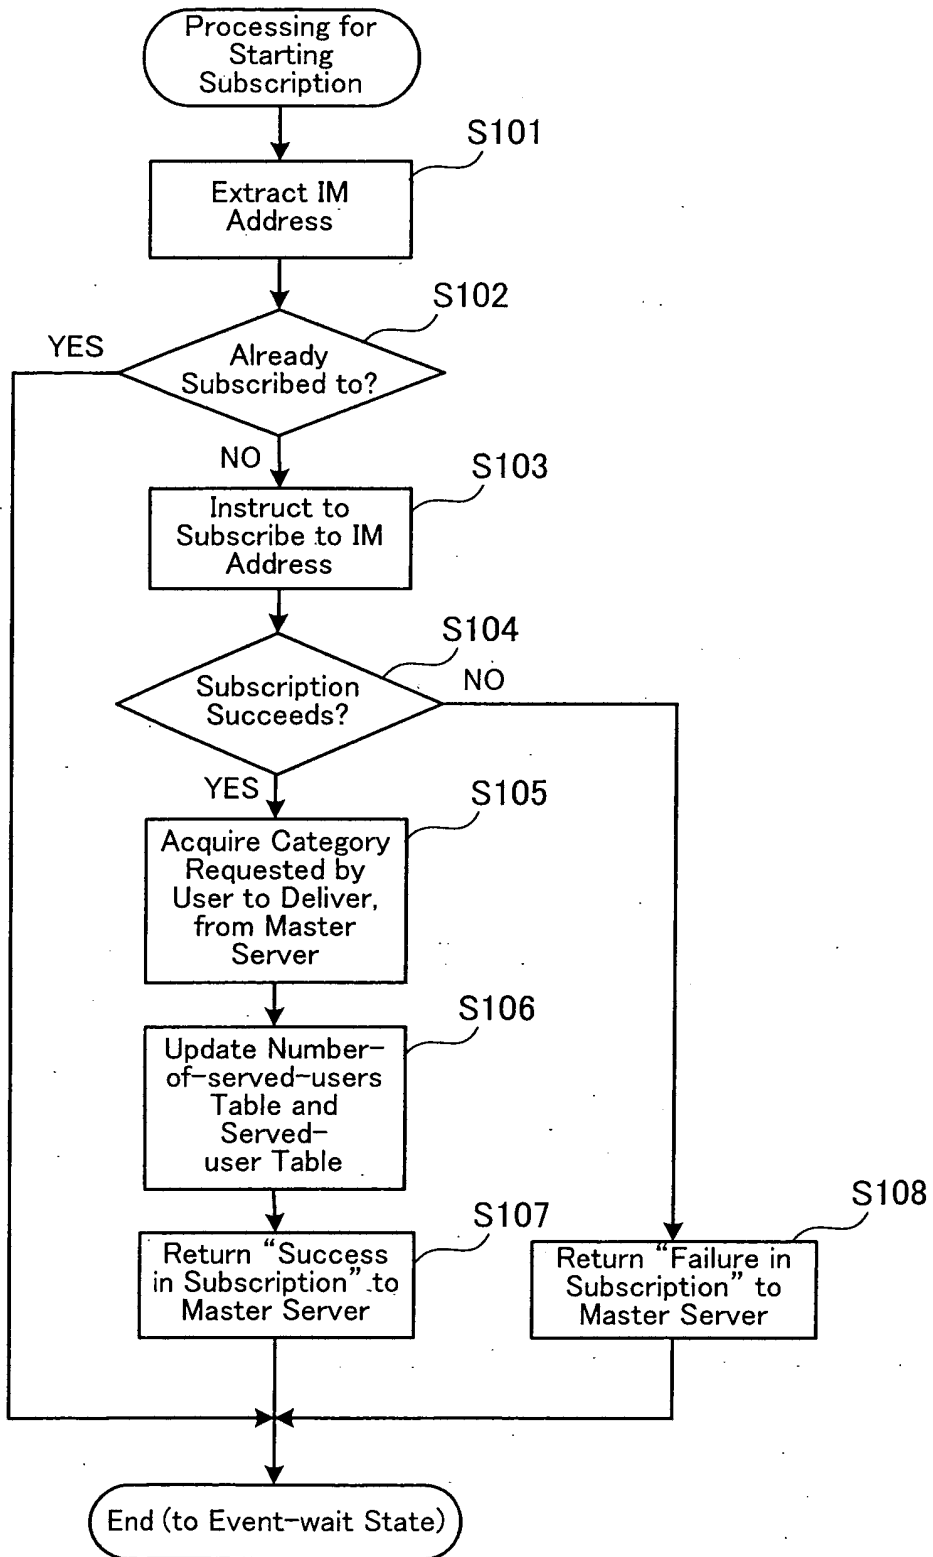 Processing for
Starting
Subscription
S101
Extract IM
Address
S102
YES
Already
Subscribed to?
NO
S103
Instruct to
Subscribe to IM
Address
S104
Subscription
Succeeds?
NO
YES
S105
Acquire Category
Requested by
User to Deliver,
from Master
Server
S106
Update Number-
of-served-users
Table and
Served-
user Table
S107
Return “Success
in Subscription” to
Master Server
S108
Return “Failure in
Subscription” to
Master Server
End (to Event-wait State)